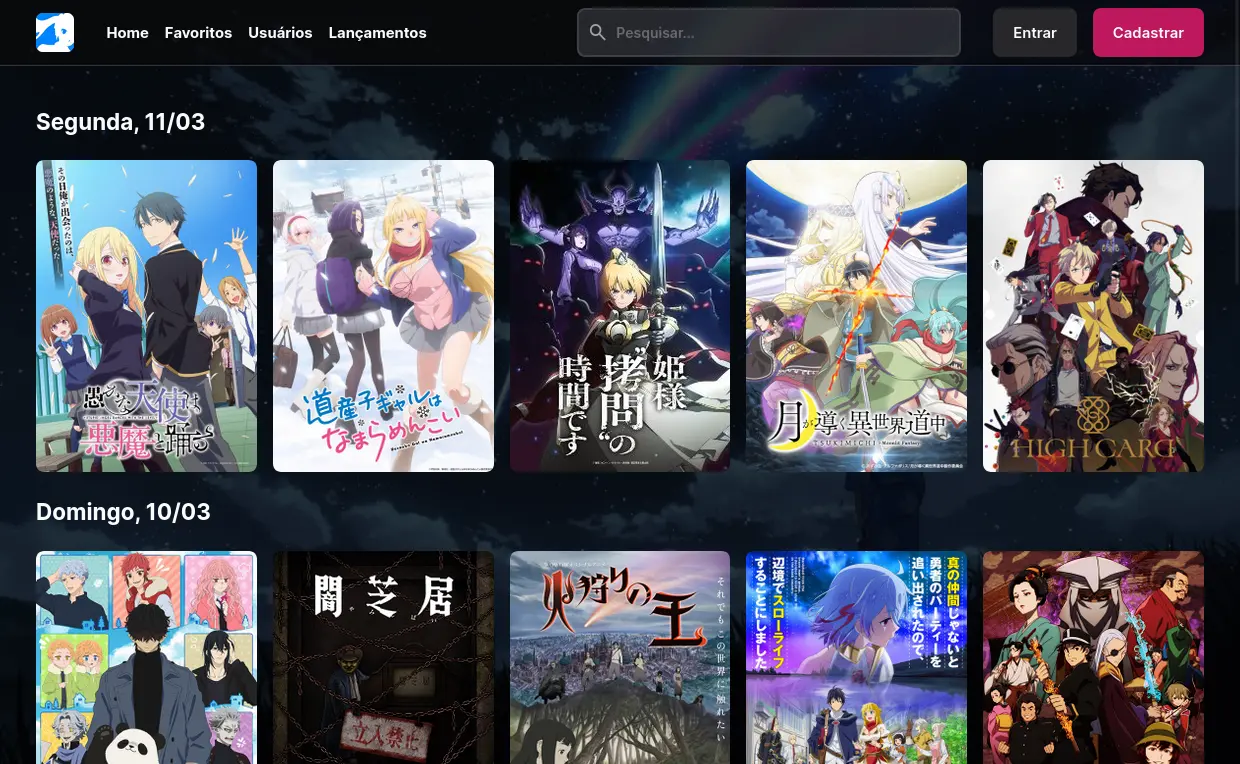 Home
Favoritos
Usuários
Lançamentos
Pesquisar...
Entrar
Cadastrar
Segunda, 11/03
その日俺が出会ったのは、
悪魔のような天使だった
愚かな天使は
悪魔と踊る
道産子ギャルは
なまらめんこい
姫様
“拷問”の
時間です
月が導く異世界道中
TSUKIMICHI
HIGH CARD
Domingo, 10/03
闇芝居
立入禁止
火狩りの王
それでも この世界に触れたい
真の仲間じゃないと
勇者のパーティーを
追い出されたので、
辺境でスローライフ
することにしました